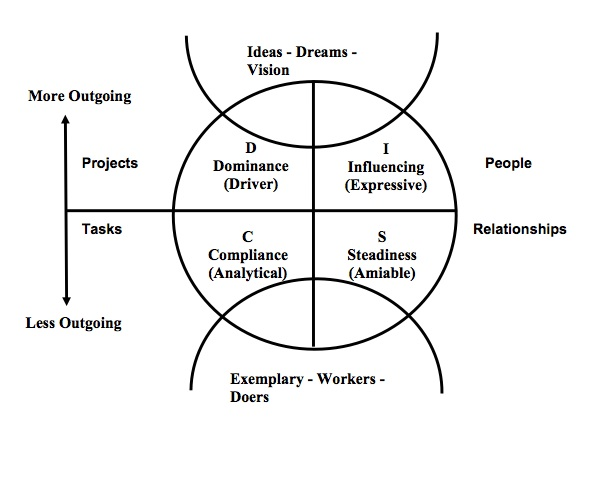 Ideas - Dreams -
Vision
More Outgoing
Projects
D
Dominance
(Driver)
I
Influencing
(Expressive)
People
Tasks
C
Compliance
(Analytical)
S
Steadiness
(Amiable)
Relationships
Less Outgoing
Exemplary - Workers -
Doers